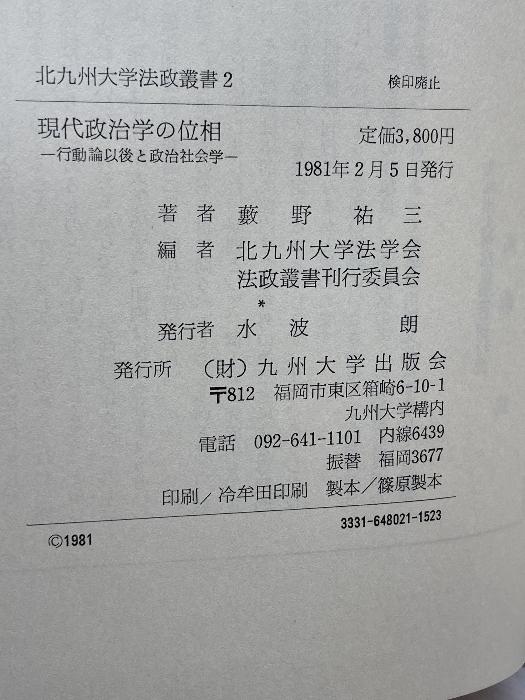 北九州大学法政叢書2 検印廃止
現代政治学の位相 定価3,800円
―行動論以後と政治社会学― 1981年2月5日発行
著者 藪野祐三
編者 北九州大学法学会
法政叢書刊行委員会
*
発行者 水波朗
発行所 (財)九州大学出版会
〒812 福岡市東区箱崎6-10-1
九州大学構内
電話 092-641-1101 内線6439
振替 福岡3677
印刷/冷牟田印刷 製本/篠原製本
©1981 3331-648021-1523